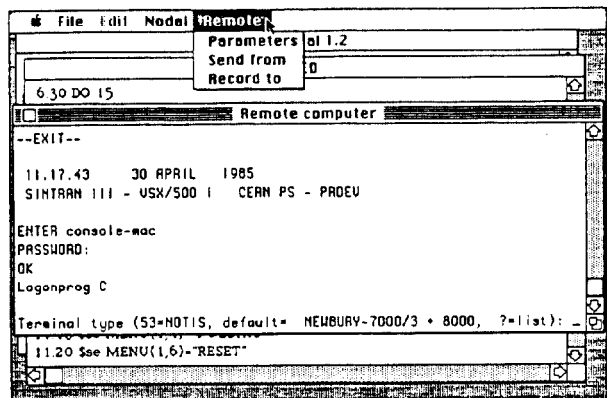 File Edit Nodal Remote
Parameters
Send from
Record to
al 1.2
6.30 DO 15
Remote computer
--EXIT--
11.17.43 30 APRIL 1985
SINTRAN III - VSX/500 I CERN PS - PRDEV
ENTER console-mac
PASSWORD:
OK
Logonprog C
Terminal type (53=NOTIS, default= NEWBURY-7000/3 + 8000, ?=list): _
11.20 $se MENU(1,6)="RESET"